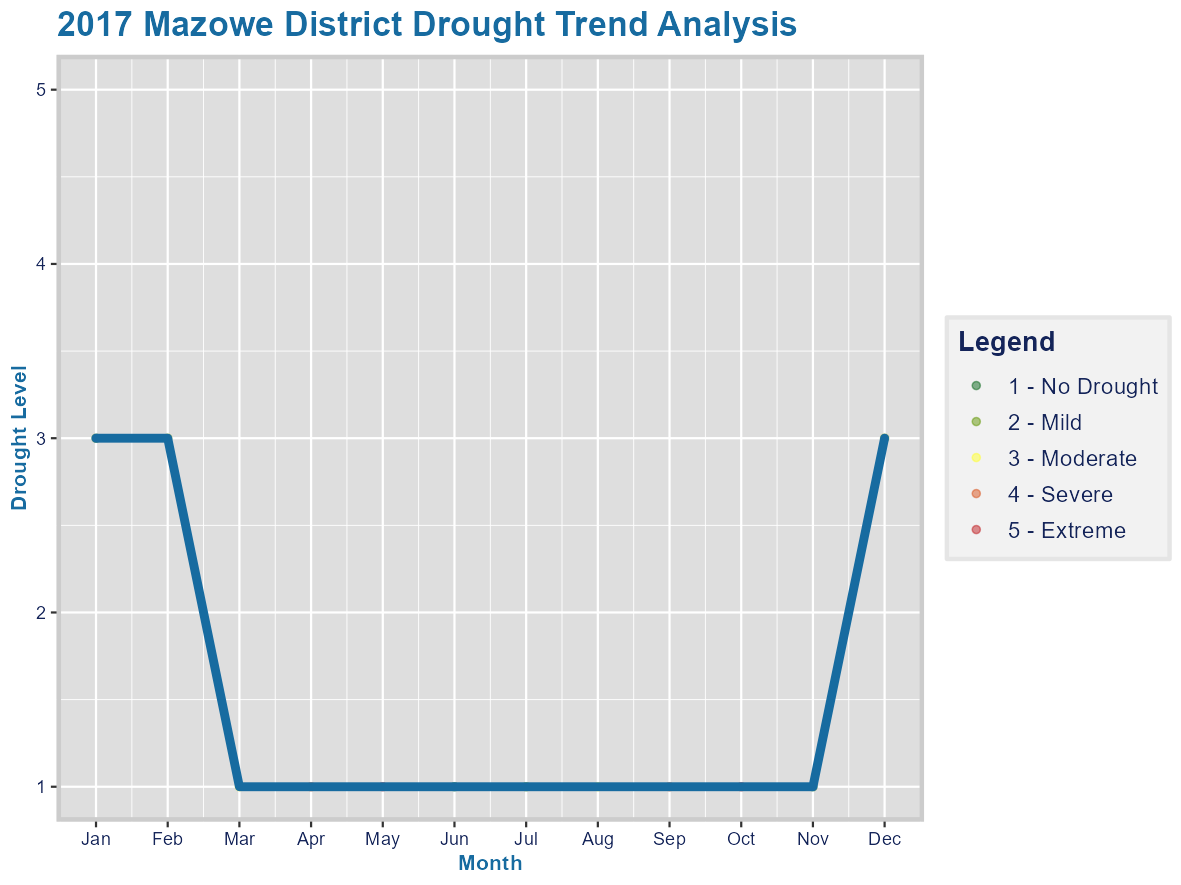 2017 Mazowe District Drought Trend Analysis
5
4
3
2
1
Drought Level
Jan Feb Mar Apr May Jun Jul Aug Sep Oct Nov Dec
Month
Legend
1 - No Drought
2 - Mild
3 - Moderate
4 - Severe
5 - Extreme